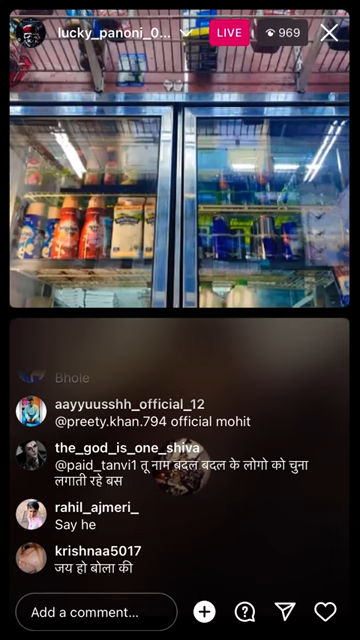 lucky_panoni_0...
LIVE
969
Bhole
aayyuusshh_official_12
@preety.khan.794 official mohit
the_god_is_one_shiva
@paid_tanvi1 तू नाम बदल बदल के लोगो को चुना
लगाती रहे बस
rahil_ajmeri_
Say he
krishnaa5017
जय हो बोला की
Add a comment...